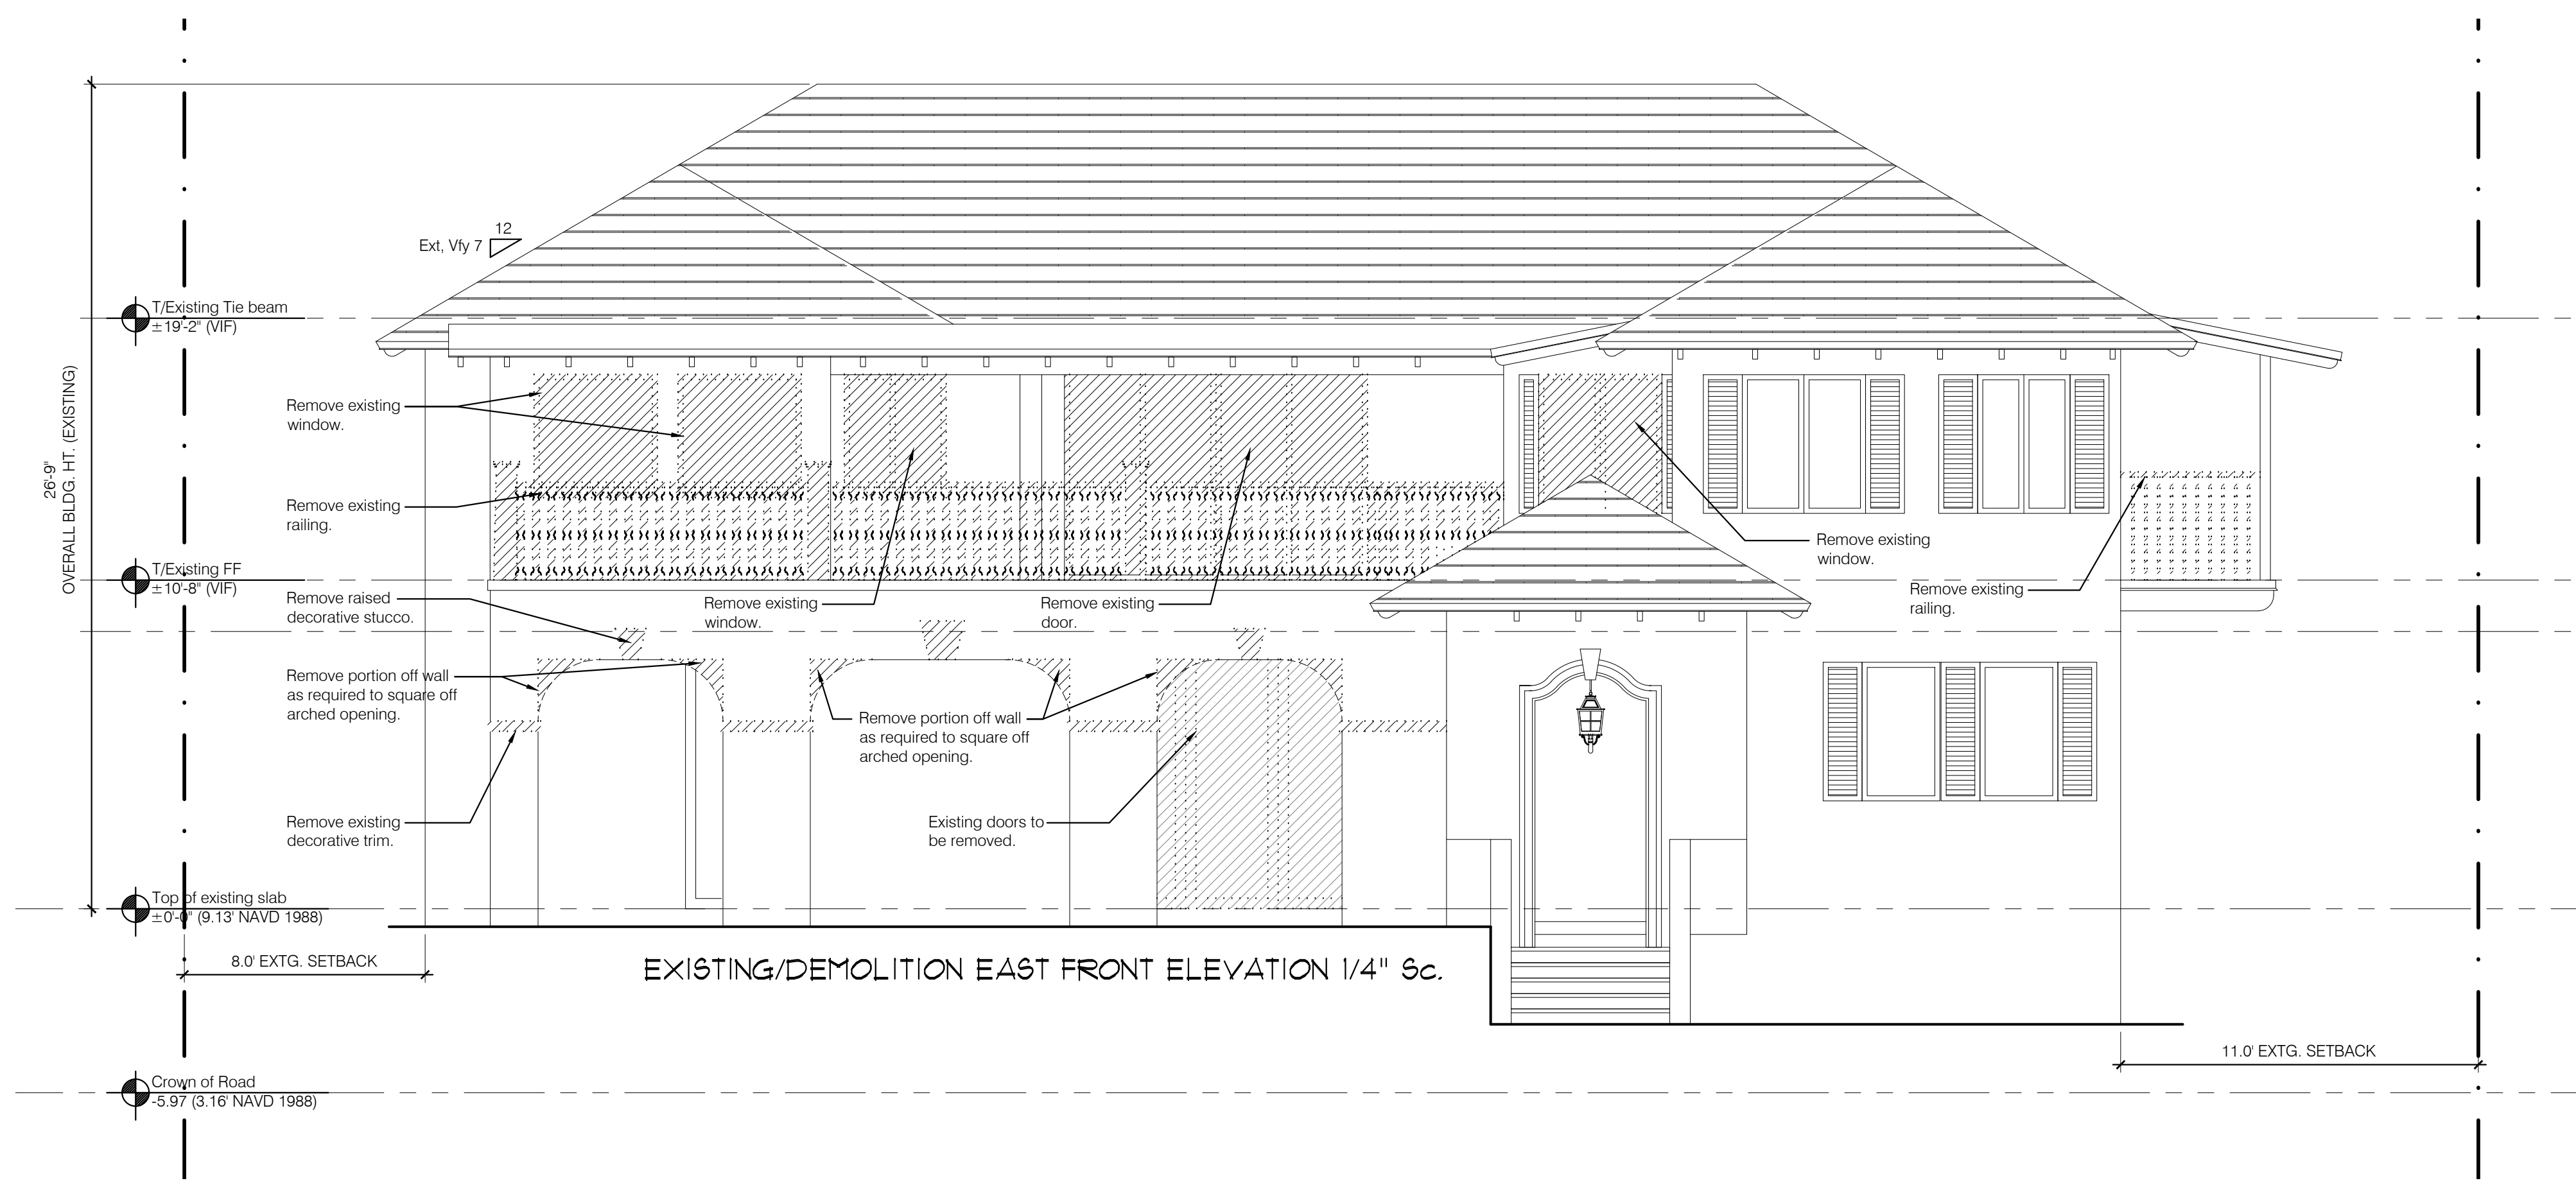 12
Ext, Vfy 7
T/Existing Tie beam
±19'-2" (VIF)
26'-9"
OVERALL BLDG. HT. (EXISTING)
Remove existing
window.
Remove existing
railing.
T/Existing FF
±10'-8" (VIF)
Remove raised
decorative stucco.
Remove existing
window.
Remove existing
door.
Remove existing
window.
Remove existing
railing.
Remove portion off wall
as required to square off
arched opening.
Remove portion off wall
as required to square off
arched opening.
Remove existing
decorative trim.
Existing doors to
be removed.
Top of existing slab
±0'-0" (9.13' NAVD 1988)
8.0' EXTG. SETBACK
EXISTING/DEMOLITION EAST FRONT ELEVATION 1/4" Sc.
11.0' EXTG. SETBACK
Crown of Road
-5.97 (3.16' NAVD 1988)